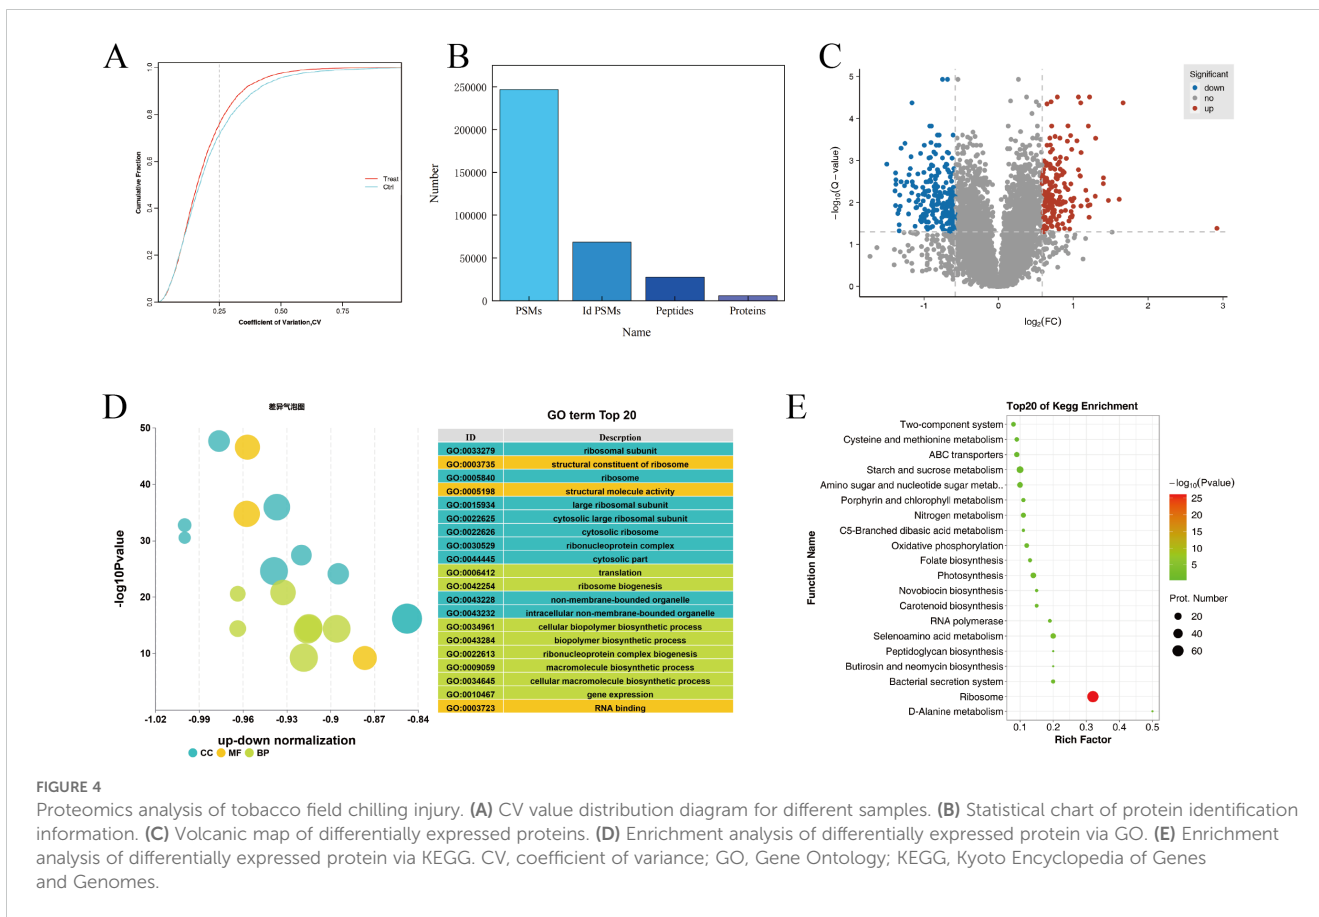 A
1.0
0.8
0.6
0.4
0.2
0.0
Cumulative Fraction
Treat
Ctrl
0.25
0.50
0.75
Coefficient of Variation,CV
B
250000
200000
150000
100000
50000
0
Number
PSMs
Id PSMs
Peptides
Proteins
Name
C
5
4
3
2
1
0
−log10(Q−value)
-1
0
1
2
3
log2(FC)
Significant
down
no
up
D
差异气泡图
50
40
30
20
10
-log10Pvalue
-1.02
-0.99
-0.96
-0.93
-0.9
-0.87
-0.84
up-down normalization
CC MF BP
GO term Top 20
ID Descrption
GO:0033279 ribosomal subunit
GO:0003735 structural constituent of ribosome
GO:0005840 ribosome
GO:0005198 structural molecule activity
GO:0015934 large ribosomal subunit
GO:0022625 cytosolic large ribosomal subunit
GO:0022626 cytosolic ribosome
GO:0030529 ribonucleoprotein complex
GO:0044445 cytosolic part
GO:0006412 translation
GO:0042254 ribosome biogenesis
GO:0043228 non-membrane-bounded organelle
GO:0043232 intracellular non-membrane-bounded organelle
GO:0034961 cellular biopolymer biosynthetic process
GO:0043284 biopolymer biosynthetic process
GO:0022613 ribonucleoprotein complex biogenesis
GO:0009059 macromolecule biosynthetic process
GO:0034645 cellular macromolecule biosynthetic process
GO:0010467 gene expression
GO:0003723 RNA binding
E
Top20 of Kegg Enrichment
Two-component system
Cysteine and methionine metabolism
ABC transporters
Starch and sucrose metabolism
Amino sugar and nucleotide sugar metab..
Porphyrin and chlorophyll metabolism
Nitrogen metabolism
C5-Branched dibasic acid metabolism
Oxidative phosphorylation
Folate biosynthesis
Photosynthesis
Novobiocin biosynthesis
Carotenoid biosynthesis
RNA polymerase
Selenoamino acid metabolism
Peptidoglycan biosynthesis
Butirosin and neomycin biosynthesis
Bacterial secretion system
Ribosome
D-Alanine metabolism
Function Name
0.1
0.2
0.3
0.4
0.5
Rich Factor
−log10(Pvalue)
25
20
15
10
5
Prot. Number
20
40
60
FIGURE 4
Proteomics analysis of tobacco field chilling injury. (A) CV value distribution diagram for different samples. (B) Statistical chart of protein identification
information. (C) Volcanic map of differentially expressed proteins. (D) Enrichment analysis of differentially expressed protein via GO. (E) Enrichment
analysis of differentially expressed protein via KEGG. CV, coefficient of variance; GO, Gene Ontology; KEGG, Kyoto Encyclopedia of Genes
and Genomes.